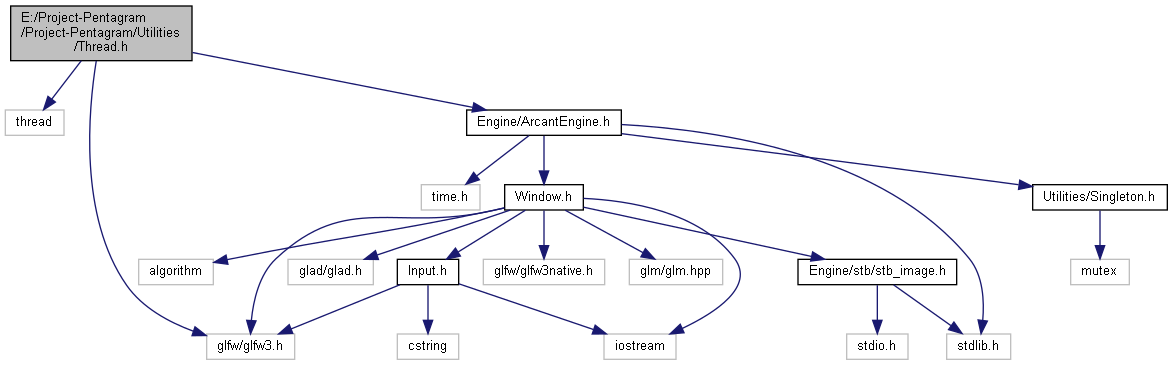 E:/Project-Pentagram
/Project-Pentagram/Utilities
/Thread.h
thread
Engine/ArcantEngine.h
time.h
Window.h
Utilities/Singleton.h
algorithm
glad/glad.h
Input.h
glfw/glfw3native.h
glm/glm.hpp
Engine/stb/stb_image.h
mutex
glfw/glfw3.h
cstring
iostream
stdio.h
stdlib.h